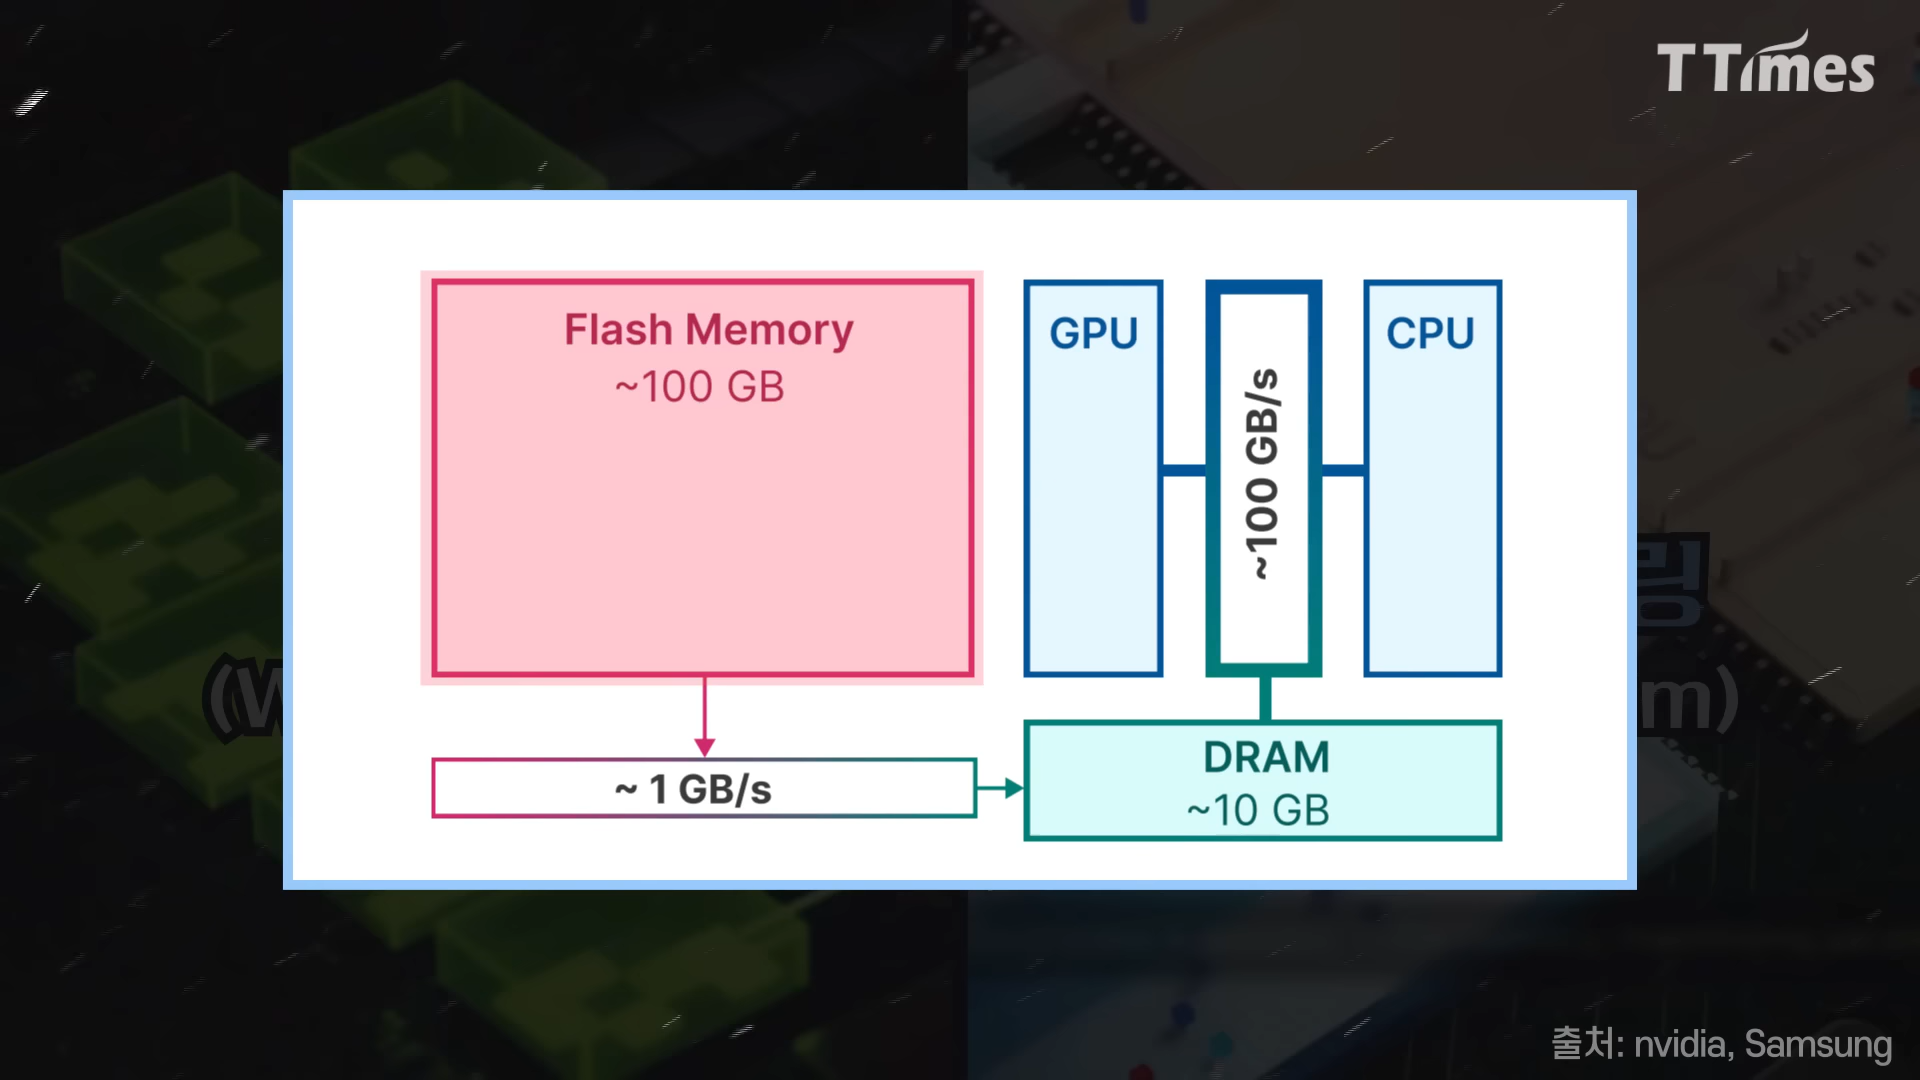 TTimes
Flash Memory
~100 GB
GPU
~100 GB/s
CPU
~ 1 GB/s
DRAM
~10 GB
출처: nvidia, Samsung